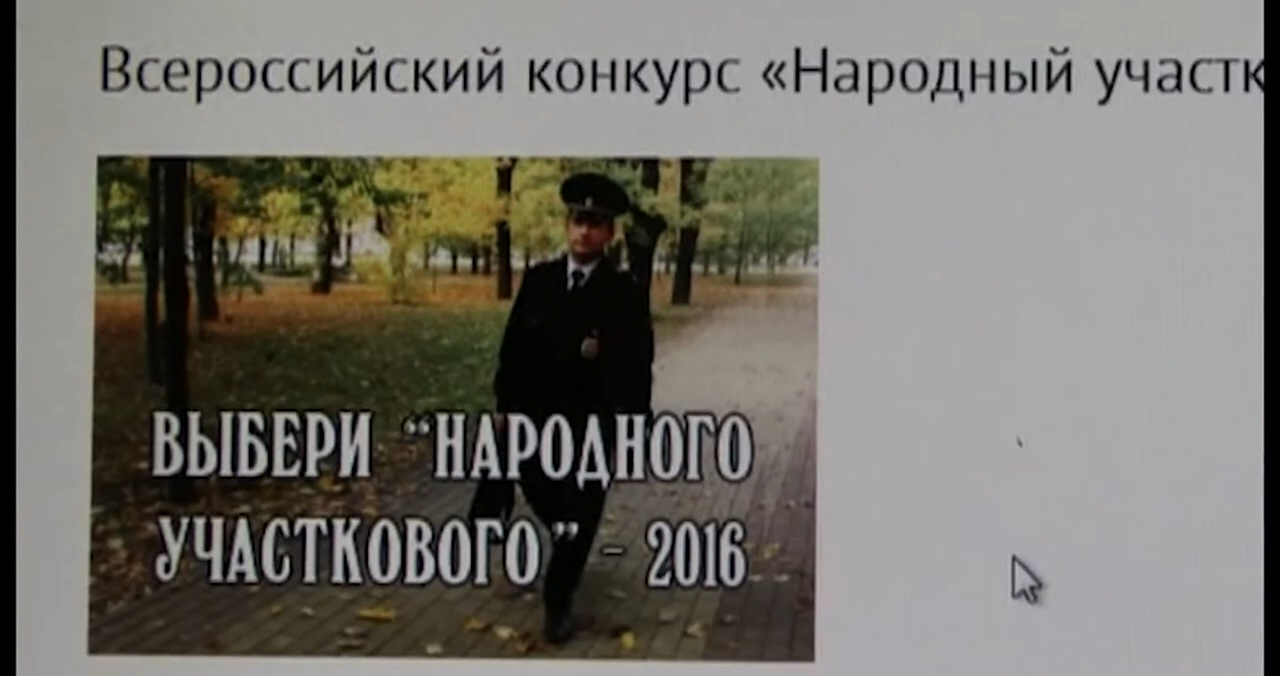 Всероссийский конкурс «Народный участк
ВЫБЕРИ “НАРОДНОГО
УЧАСТКОВОГО” - 2016